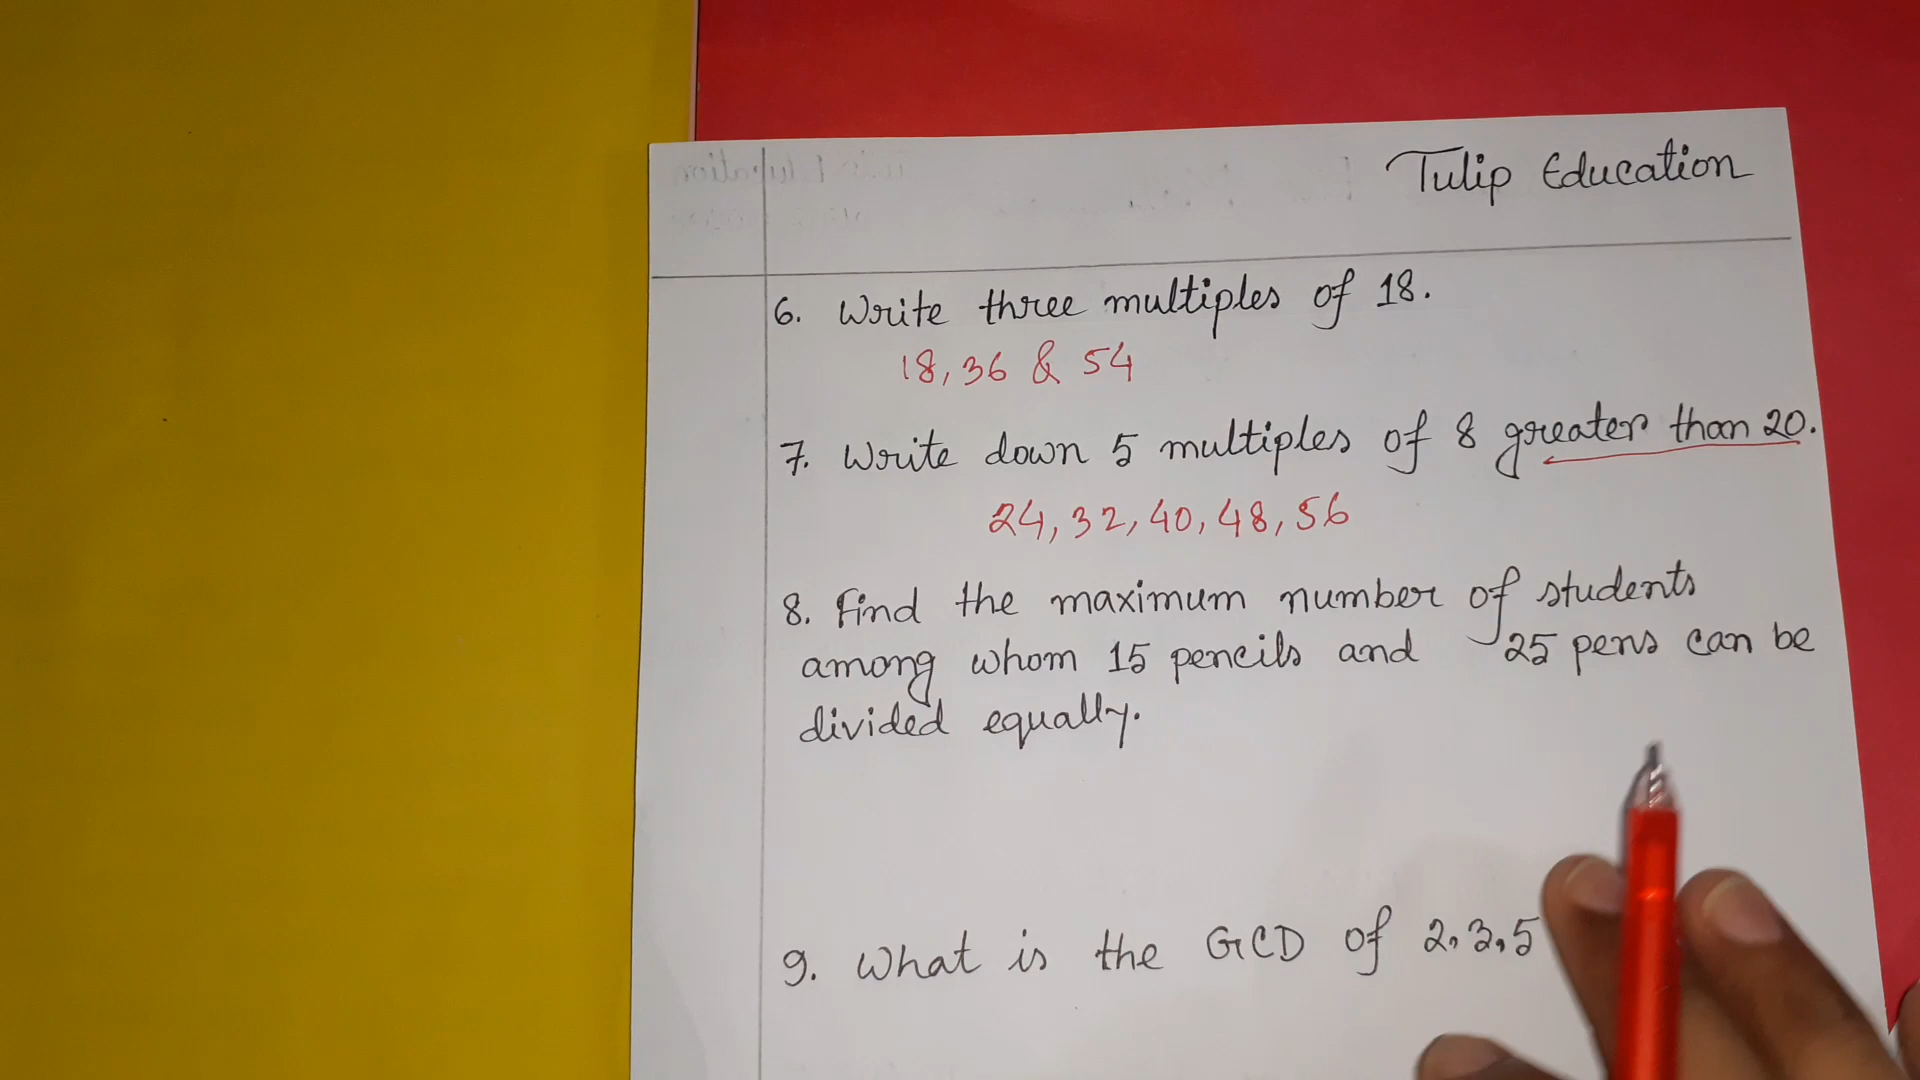 Tulip Education
6. Write three multiples of 18.
18, 36 & 54
7. Write down 5 multiples of 8 greater than 20.
24, 32, 40, 48, 56
8. Find the maximum number of students
among whom 15 pencils and 25 pens can be
divided equally.
9. What is the GCD of 2, 3, 5